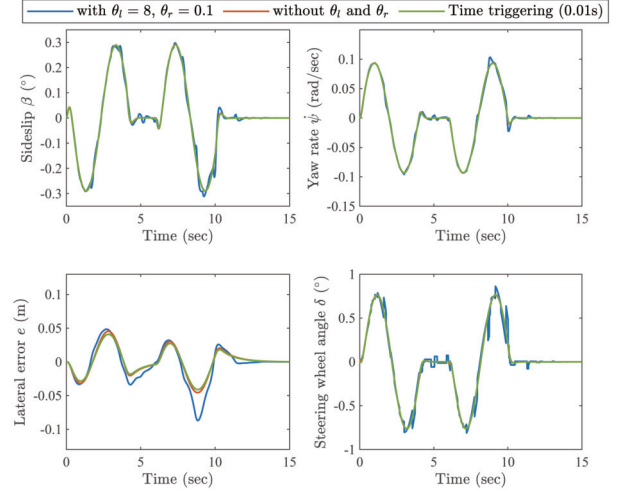 with θ_l = 8, θ_r = 0.1 without θ_l and θ_r Time triggering (0.01s)
Sideslip β (°)
0.3
0.2
0.1
0
-0.1
-0.2
-0.3
0 5 10 15
Time (sec)
Yaw rate ψ̇ (rad/sec)
0.1
0.05
0
-0.05
-0.1
-0.15
0 5 10 15
Time (sec)
Lateral error e (m)
0.1
0.05
0
-0.05
-0.1
0 5 10 15
Time (sec)
Steering wheel angle δ (°)
1
0.5
0
-0.5
-1
0 5 10 15
Time (sec)